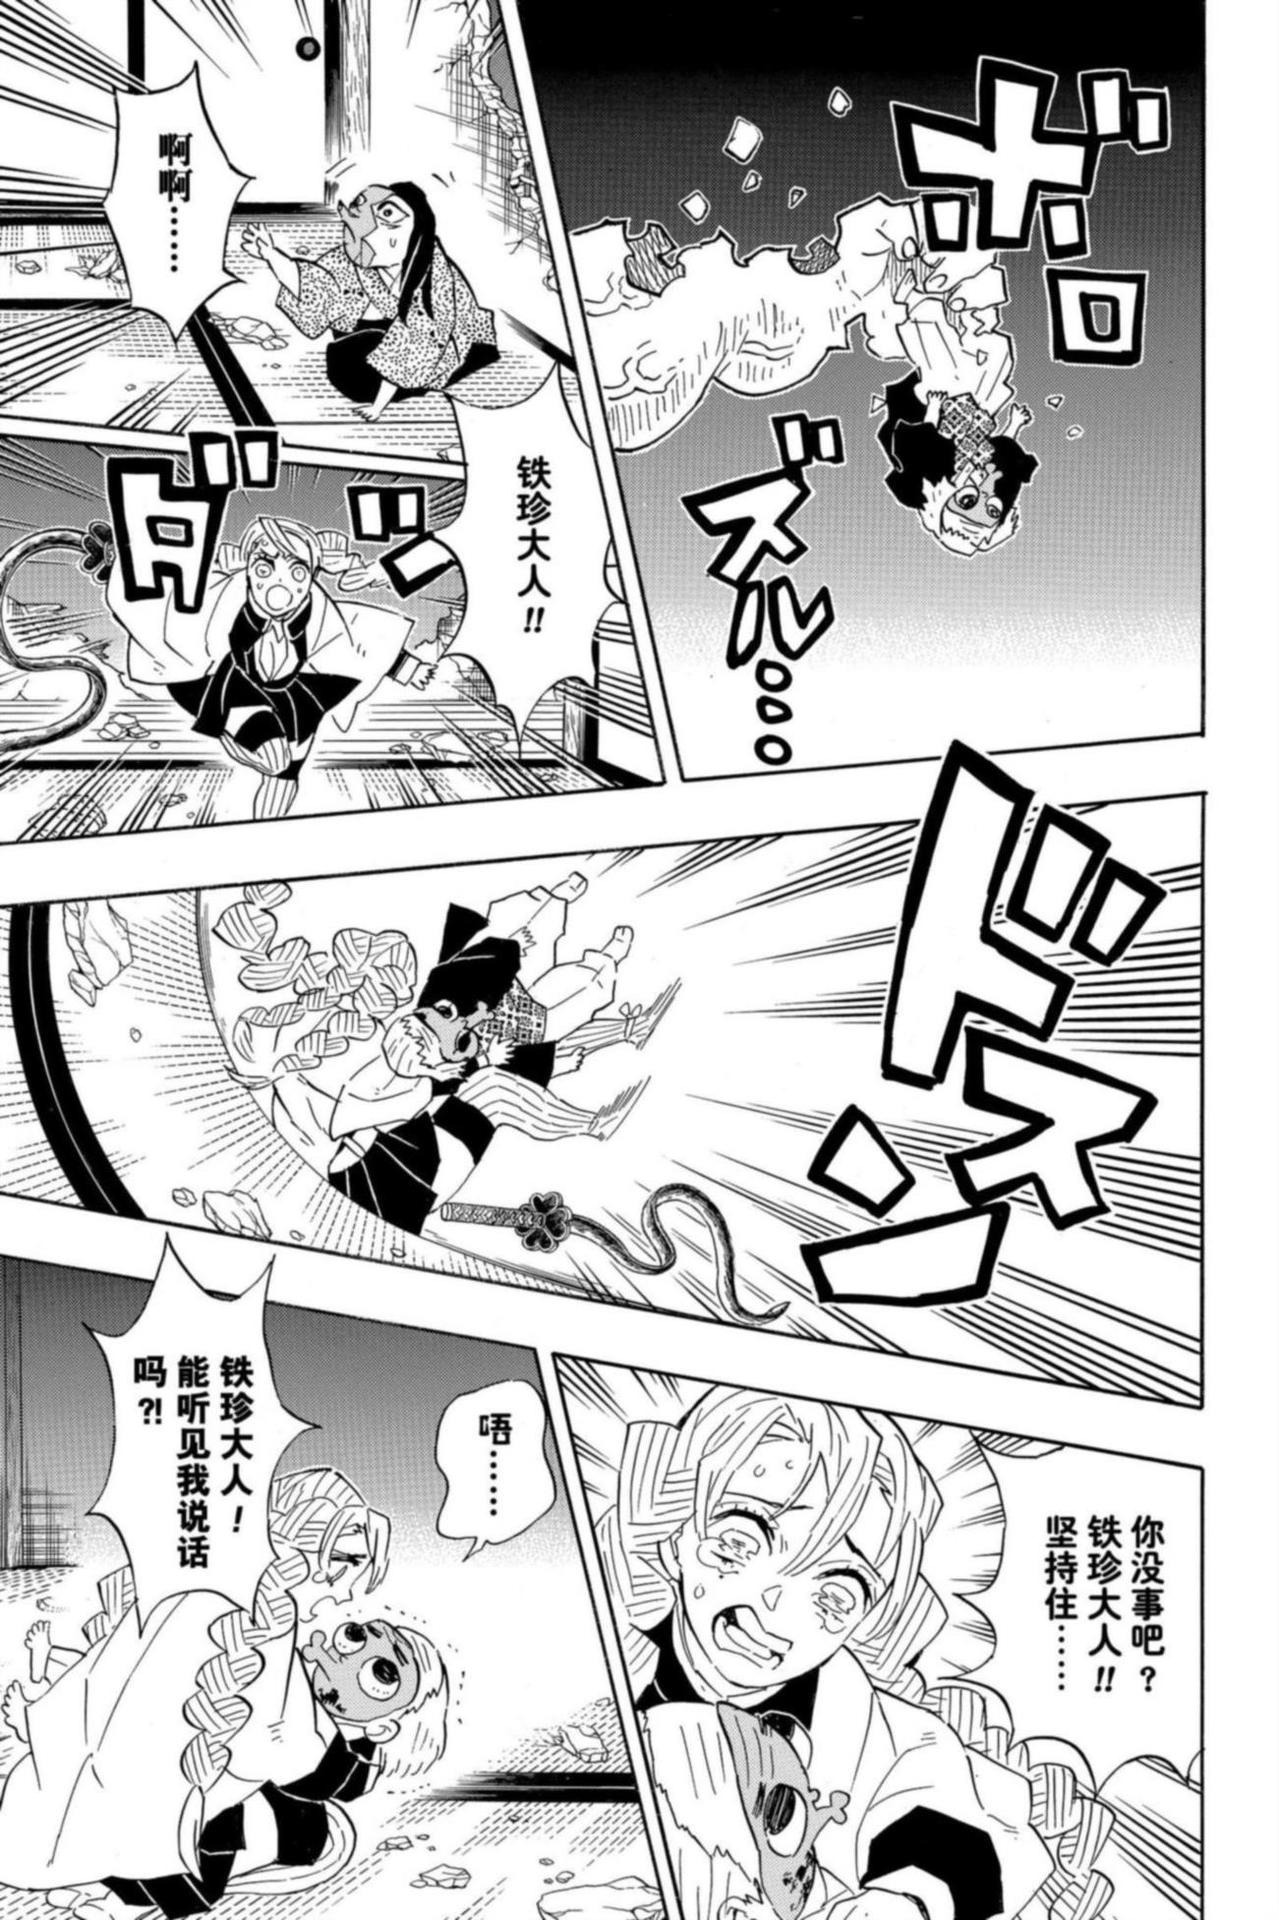 ボロ
ズルッ…。。。
啊啊……
铁珍大人!!
ダッ
ドスン
你没事吧？
铁珍大人!!
坚持住……
唔……
铁珍大人！
能听见我说话
吗?!